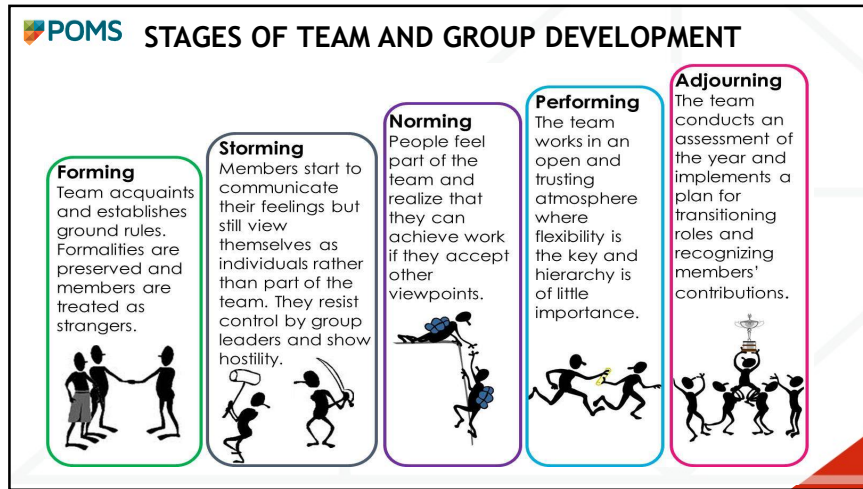 POMS
STAGES OF TEAM AND GROUP DEVELOPMENT
Forming
Team acquaints
and establishes
ground rules.
Formalities are
preserved and
members are
treated as
strangers.
Storming
Members start to
communicate
their feelings but
still view
themselves as
individuals rather
than part of the
team. They resist
control by group
leaders and show
hostility.
Norming
People feel
part of the
team and
realize that
they can
achieve work
if they accept
other
viewpoints.
Performing
The team
works in an
open and
trusting
atmosphere
where
flexibility is
the key and
hierarchy is
of little
importance.
Adjourning
The team
conducts an
assessment of
the year and
implements a
plan for
transitioning
roles and
recognizing
members'
contributions.